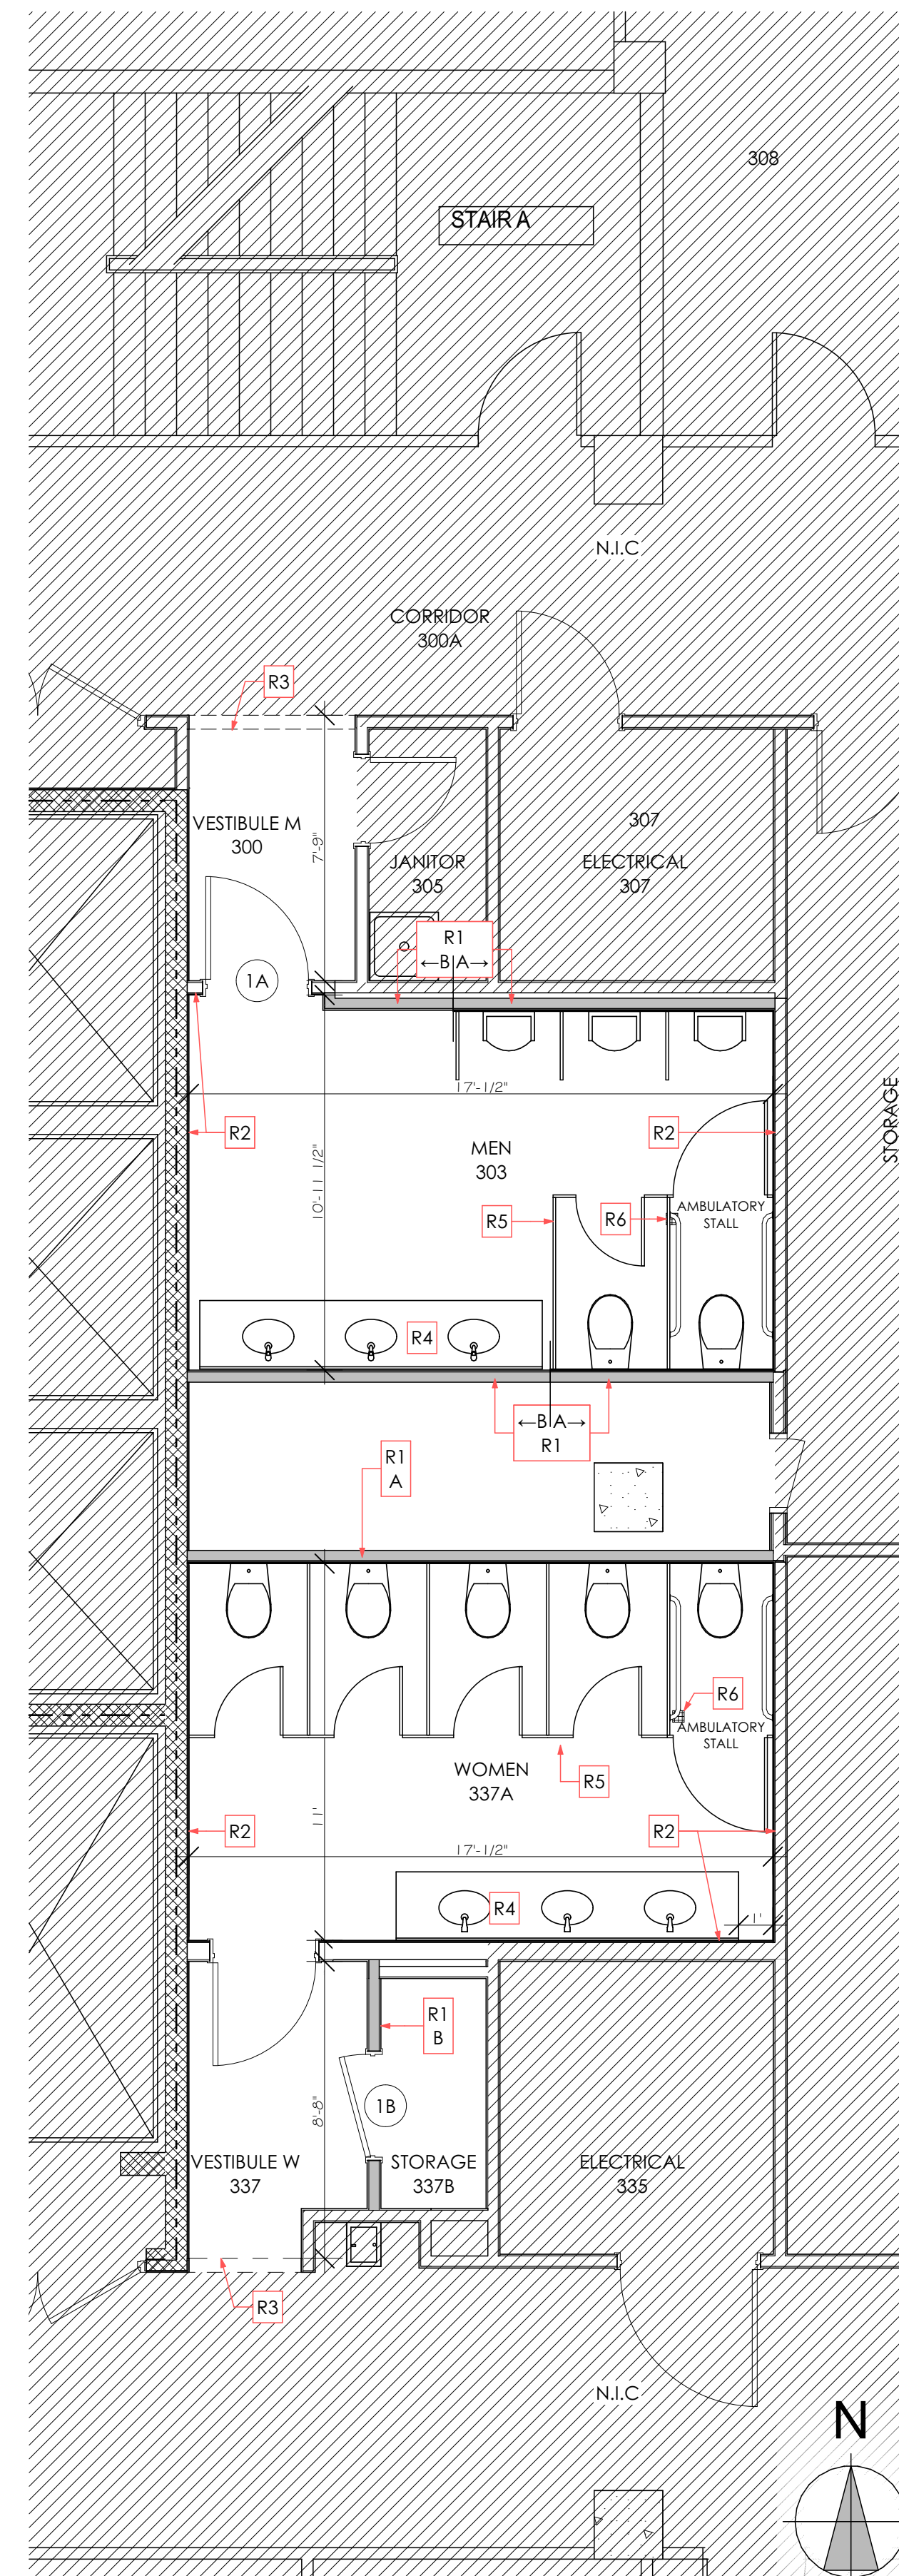 308
STAIR A
N.I.C
CORRIDOR
300A
R3
VESTIBULE M
300
7'-9"
307
JANITOR
305
ELECTRICAL
307
R1
←B|A→
1A
17'-1/2"
STORAGE
R2
R2
MEN
303
10'-11 1/2"
AMBULATORY
STALL
R5
R6
R4
←B|A→
R1
R1
A
R6
AMBULATORY
STALL
WOMEN
337A
R5
11'
R2
R2
17'-1/2"
R4
1'
R1
B
8'-8"
1B
VESTIBULE W
337
STORAGE
337B
ELECTRICAL
335
R3
N.I.C
N